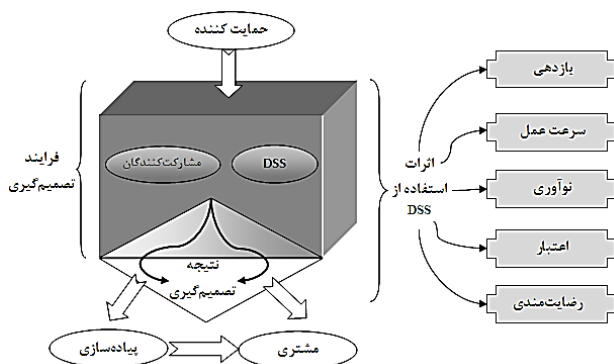 حمایت کننده
بازدهی
سرعت عمل
نوآوری
اعتبار
رضایت‌مندی
اثرات
استفاده از
DSS
فرایند
تصمیم‌گیری
DSS
مشارکت‌کنندگان
نتیجه
تصمیم‌گیری
مشتری
پیاده‌سازی